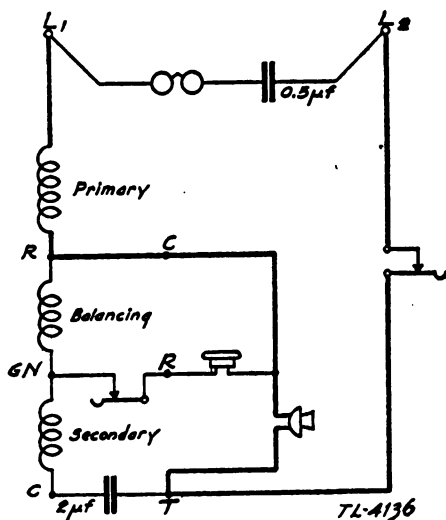 L1
L2
0.5µf
Primary
R
C
Balancing
GN
R
Secondary
C
2µf
T
TL-4136